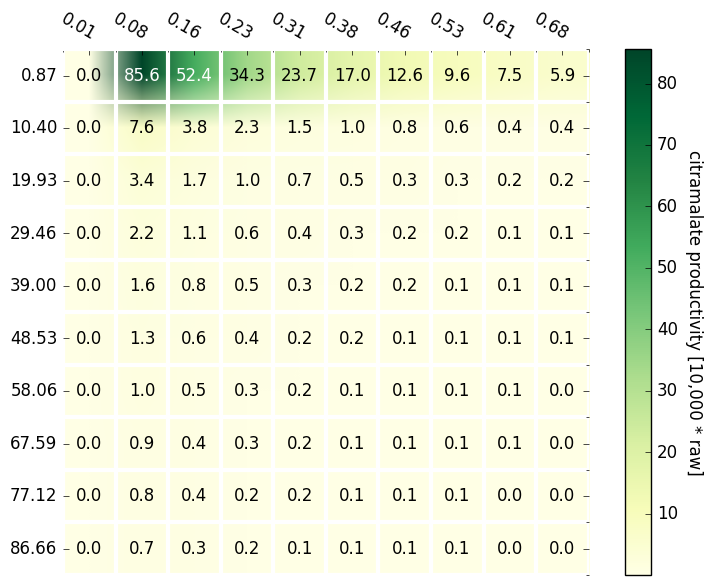 0.01 0.08 0.16 0.23 0.31 0.38 0.46 0.53 0.61 0.68
0.87 0.0 85.6 52.4 34.3 23.7 17.0 12.6 9.6 7.5 5.9
10.40 0.0 7.6 3.8 2.3 1.5 1.0 0.8 0.6 0.4 0.4
19.93 0.0 3.4 1.7 1.0 0.7 0.5 0.3 0.3 0.2 0.2
29.46 0.0 2.2 1.1 0.6 0.4 0.3 0.2 0.2 0.1 0.1
39.00 0.0 1.6 0.8 0.5 0.3 0.2 0.2 0.1 0.1 0.1
48.53 0.0 1.3 0.6 0.4 0.2 0.2 0.1 0.1 0.1 0.1
58.06 0.0 1.0 0.5 0.3 0.2 0.1 0.1 0.1 0.1 0.0
67.59 0.0 0.9 0.4 0.3 0.2 0.1 0.1 0.1 0.1 0.0
77.12 0.0 0.8 0.4 0.2 0.2 0.1 0.1 0.1 0.0 0.0
86.66 0.0 0.7 0.3 0.2 0.1 0.1 0.1 0.1 0.0 0.0
80
70
60
50
40
30
20
10
citramalate productivity [10,000 * raw]